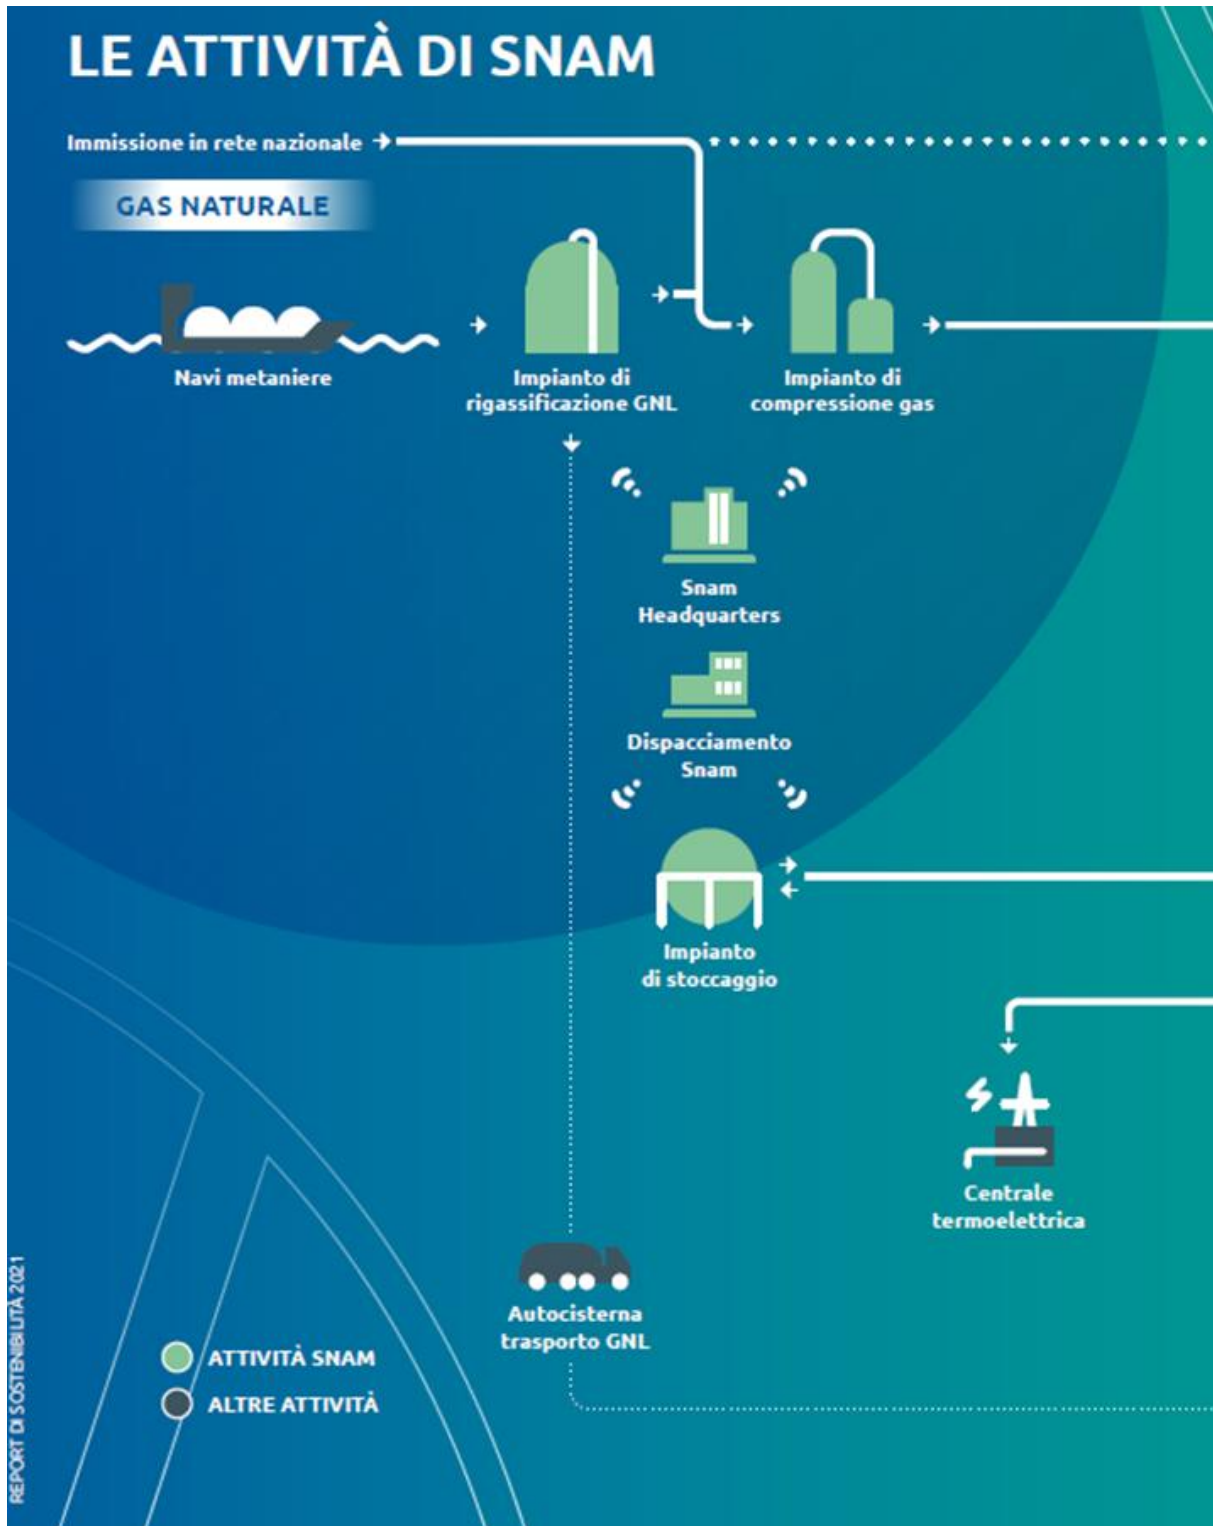 LE ATTIVITÀ DI SNAM
Immissione in rete nazionale
GAS NATURALE
Navi metaniere
Impianto di
rigassificazione GNL
Impianto di
compressione gas
Snam
Headquarters
Dispacciamento
Snam
Impianto
di stoccaggio
Centrale
termoelettrica
Autocisterna
trasporto GNL
ATTIVITÀ SNAM
ALTRE ATTIVITÀ
REPORT DI SOSTENIBILITÀ 2021